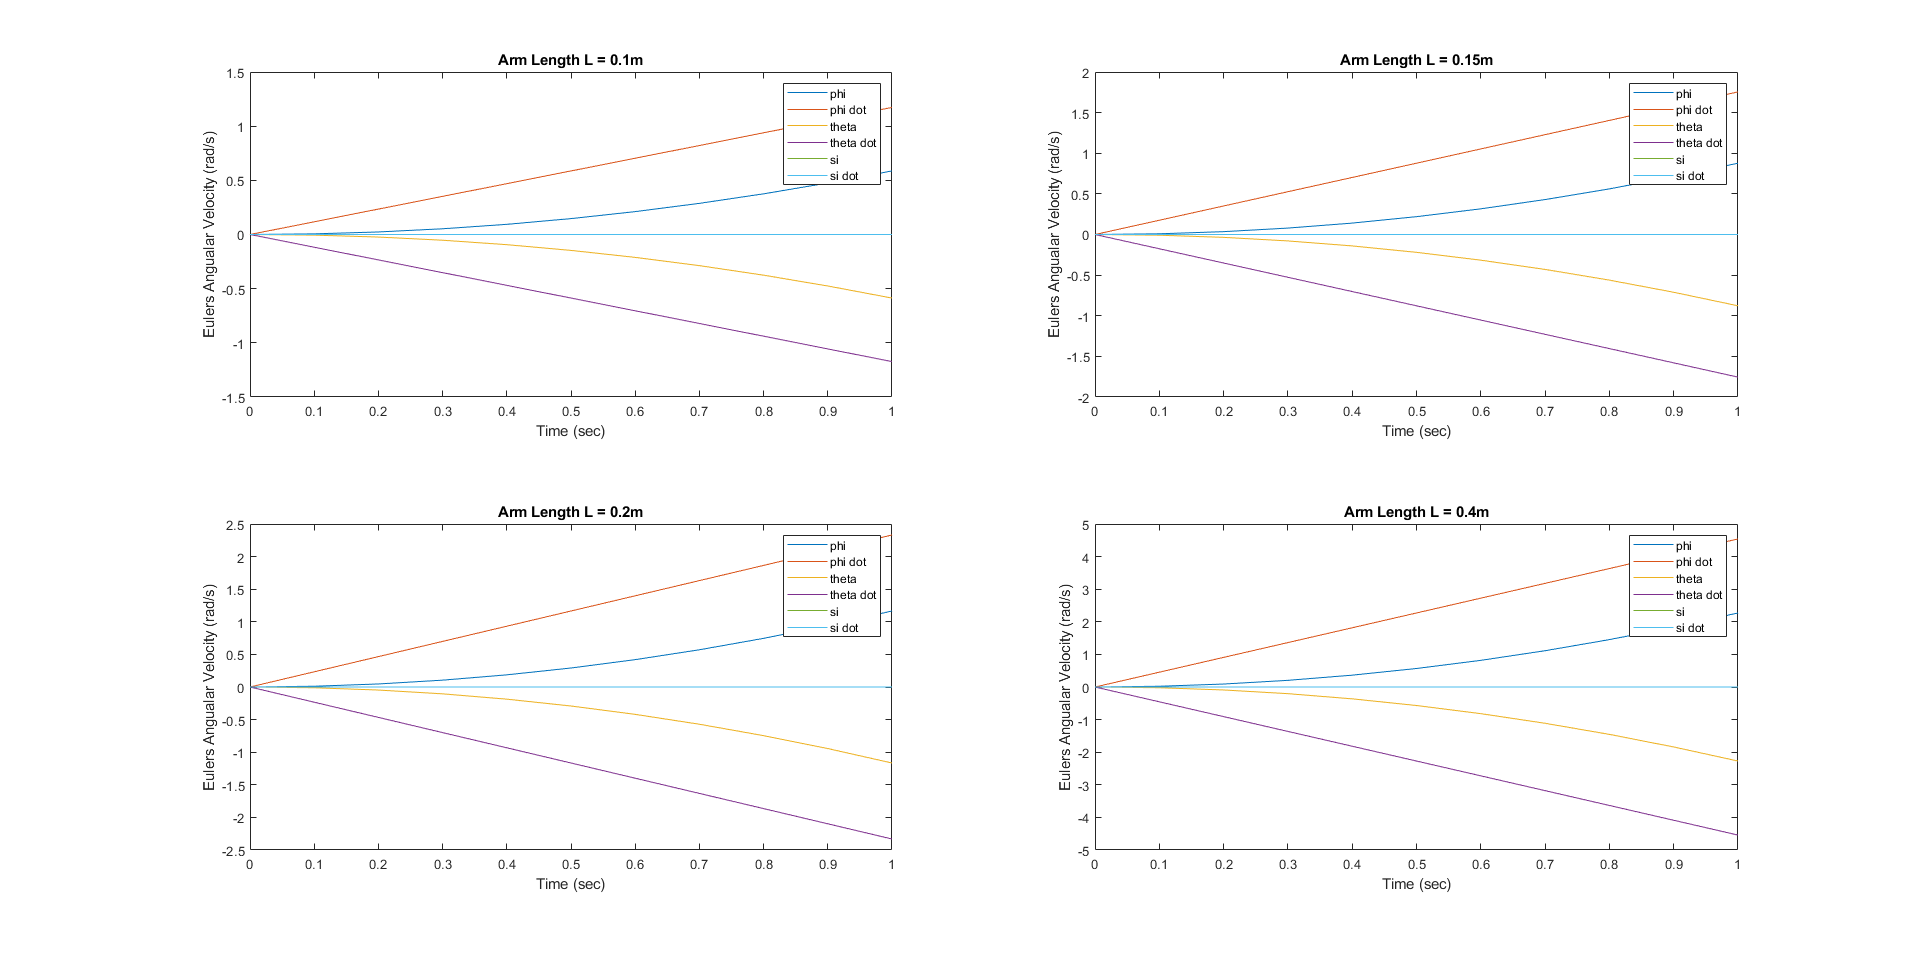 Arm Length L = 0.1m
1.5
1
0.5
0
-0.5
-1
-1.5
Eulers Angualar Velocity (rad/s)
phi
phi dot
theta
theta dot
si
si dot
0 0.1 0.2 0.3 0.4 0.5 0.6 0.7 0.8 0.9 1
Time (sec)
Arm Length L = 0.15m
2
1.5
1
0.5
0
-0.5
-1
-1.5
-2
Eulers Angualar Velocity (rad/s)
phi
phi dot
theta
theta dot
si
si dot
0 0.1 0.2 0.3 0.4 0.5 0.6 0.7 0.8 0.9 1
Time (sec)
Arm Length L = 0.2m
2.5
2
1.5
1
0.5
0
-0.5
-1
-1.5
-2
-2.5
Eulers Angualar Velocity (rad/s)
phi
phi dot
theta
theta dot
si
si dot
0 0.1 0.2 0.3 0.4 0.5 0.6 0.7 0.8 0.9 1
Time (sec)
Arm Length L = 0.4m
5
4
3
2
1
0
-1
-2
-3
-4
-5
Eulers Angualar Velocity (rad/s)
phi
phi dot
theta
theta dot
si
si dot
0 0.1 0.2 0.3 0.4 0.5 0.6 0.7 0.8 0.9 1
Time (sec)